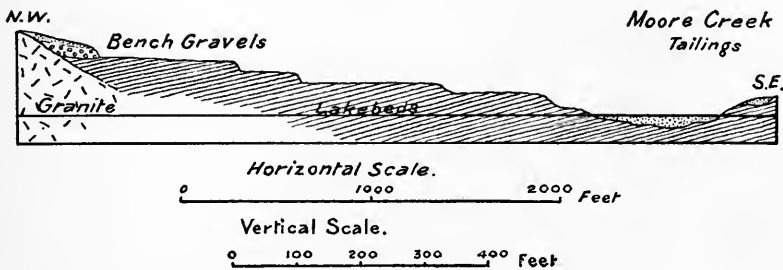 N.W.
Bench Gravels
Moore Creek
Tailings
S.E.
Granite
Lakebeds
Horizontal Scale.
0 1000 2000 Feet
Vertical Scale.
0 100 200 300 400 Feet